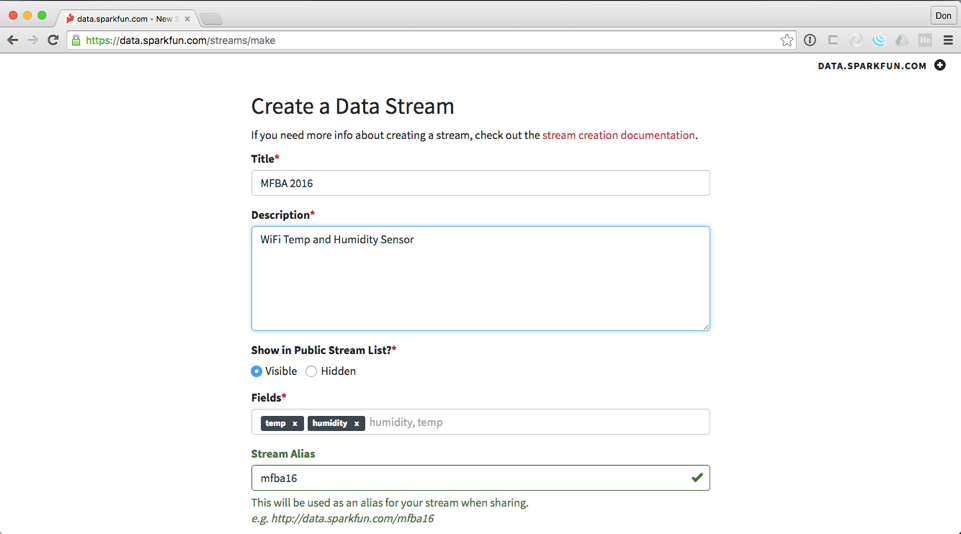 data.sparkfun.com - New S
Don
https://data.sparkfun.com/streams/make
DATA.SPARKFUN.COM
Create a Data Stream
If you need more info about creating a stream, check out the stream creation documentation.
Title*
MFBA 2016
Description*
WiFi Temp and Humidity Sensor
Show in Public Stream List?*
Visible Hidden
Fields*
temp x humidity x humidity, temp
Stream Alias
mfba16
This will be used as an alias for your stream when sharing.
e.g. http://data.sparkfun.com/mfba16